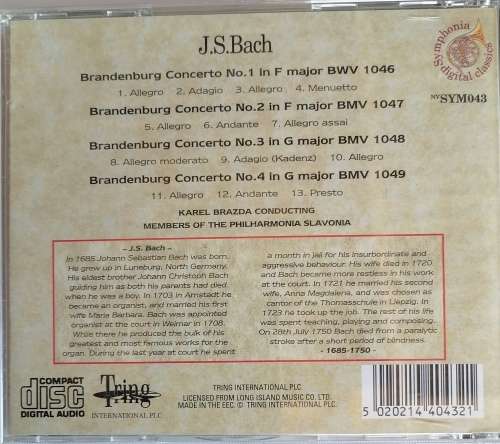 J.S.Bach
Symphonia digital classics
NVSYM043
Brandenburg Concerto No.1 in F major BWV 1046
1. Allegro 2. Adagio 3. Allegro 4. Menuetto
Brandenburg Concerto No.2 in F major BMV 1047
5. Allegro 6. Andante 7. Allegro assai
Brandenburg Concerto No.3 in G major BMV 1048
8. Allegro moderato 9. Adagio (Kadenz) 10. Allegro
Brandenburg Concerto No.4 in G major BMV 1049
11. Allegro 12. Andante 13. Presto
KAREL BRAZDA CONDUCTING
MEMBERS OF THE PHILHARMONIA SLAVONIA
– J.S. Bach –
In 1685 Johann Sebastian Bach was born.
He grew up in Luneburg, North Germany.
His eldest brother Johann Christoph Bach
guiding him as both his parents had died
when he was a boy. In 1703 in Arnstadt he
became an organist, and married his first
wife Maria Barbara. Bach was appointed
organist at the court in Weimar in 1708.
While there he produced the bulk of his
greatest and most famous works for the
organ. During the last year at court he spent
a month in jail for his insurbordinate and
aggressive behaviour. His wife died in 1720
and Bach became more restless in his work
at the court. In 1721 he married his second
wife, Anna Magdalena, and was chosen as
cantor of the Thomasschule in Liepzig. In
1723 he took up the job. The rest of his life
was spent teaching, playing and composing.
On 28th July 1750 Bach died from a paralytic
stroke after a short period of blindness.
- 1685-1750 -
COMPACT
disc
DIGITAL AUDIO
Tring
INTERNATIONAL PLC
TRING INTERNATIONAL PLC
LICENSED FROM LONG ISLAND MUSIC CO. LTD.
MADE IN THE EEC. © TRING INTERNATIONAL PLC.
5 020214 404321